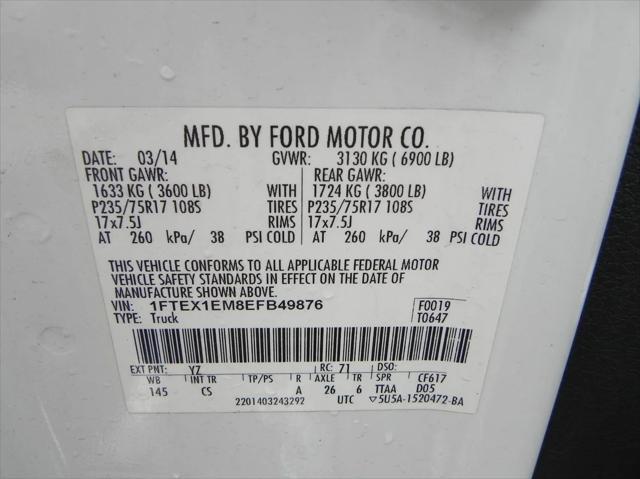 MFD. BY FORD MOTOR CO.
DATE: 03/14 GVWR: 3130 KG ( 6900 LB)
FRONT GAWR: REAR GAWR:
1633 KG ( 3600 LB) WITH 1724 KG ( 3800 LB) WITH
P235/75R17 108S TIRES P235/75R17 108S TIRES
17x7.5J RIMS 17x7.5J RIMS
AT 260 kPa/ 38 PSI COLD AT 260 kPa/ 38 PSI COLD
THIS VEHICLE CONFORMS TO ALL APPLICABLE FEDERAL MOTOR
VEHICLE SAFETY STANDARDS IN EFFECT ON THE DATE OF
MANUFACTURE SHOWN ABOVE.
VIN: 1FTEX1EM8EFB49876 F0019
TYPE: Truck T0647
EXT PNT: YZ RC: 71 DSO:
WB INT TR TP/PS R AXLE TR SPR CF617
145 CS A 26 6 TTAA D05
2201403243292 UTC ▽5U5A-1520472-BA